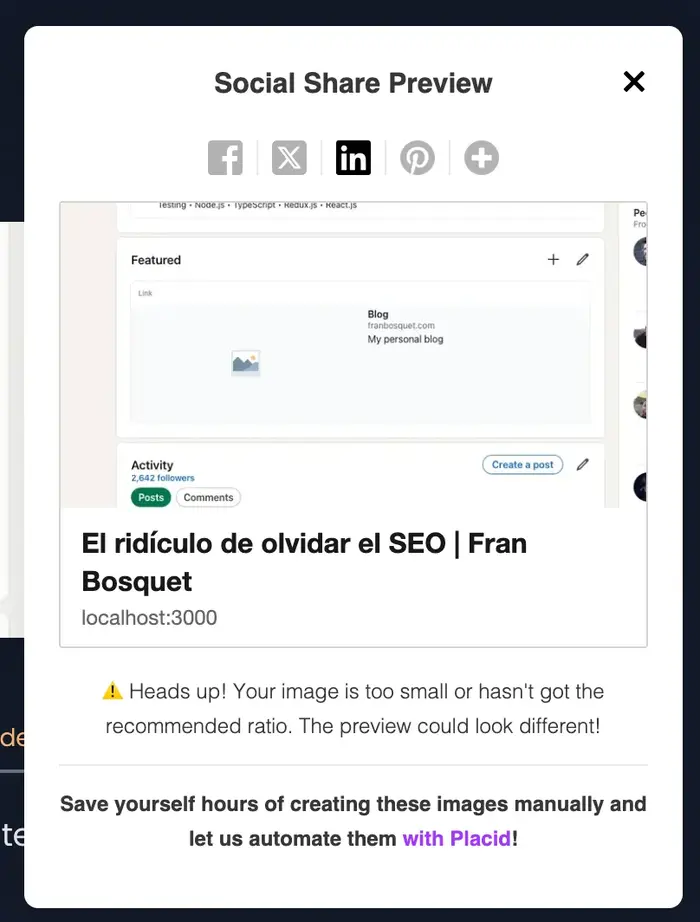 Social Share Preview
Testing • Node.js • TypeScript • Redux.js • React.js
Pe
Fro
Featured
Link
Blog
franbosquet.com
My personal blog
Activity
Create a post
2,642 followers
Posts
Comments
El ridículo de olvidar el SEO | Fran
Bosquet
localhost:3000
⚠️ Heads up! Your image is too small or hasn't got the
recommended ratio. The preview could look different!
de
Save yourself hours of creating these images manually and
te
let us automate them with Placid!